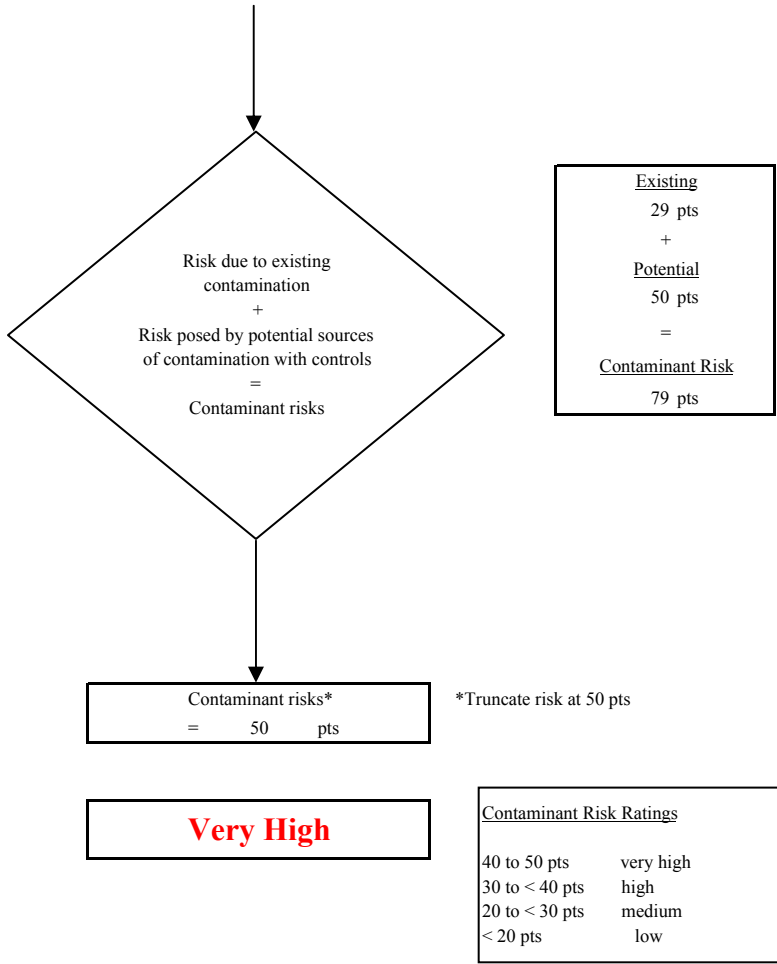 Risk due to existing
contamination
+
Risk posed by potential sources
of contamination with controls
=
Contaminant risks
Existing
29 pts
+
Potential
50 pts
=
Contaminant Risk
79 pts
Contaminant risks*
= 50 pts
*Truncate risk at 50 pts
Very High
Contaminant Risk Ratings
40 to 50 pts very high
30 to < 40 pts high
20 to < 30 pts medium
< 20 pts low